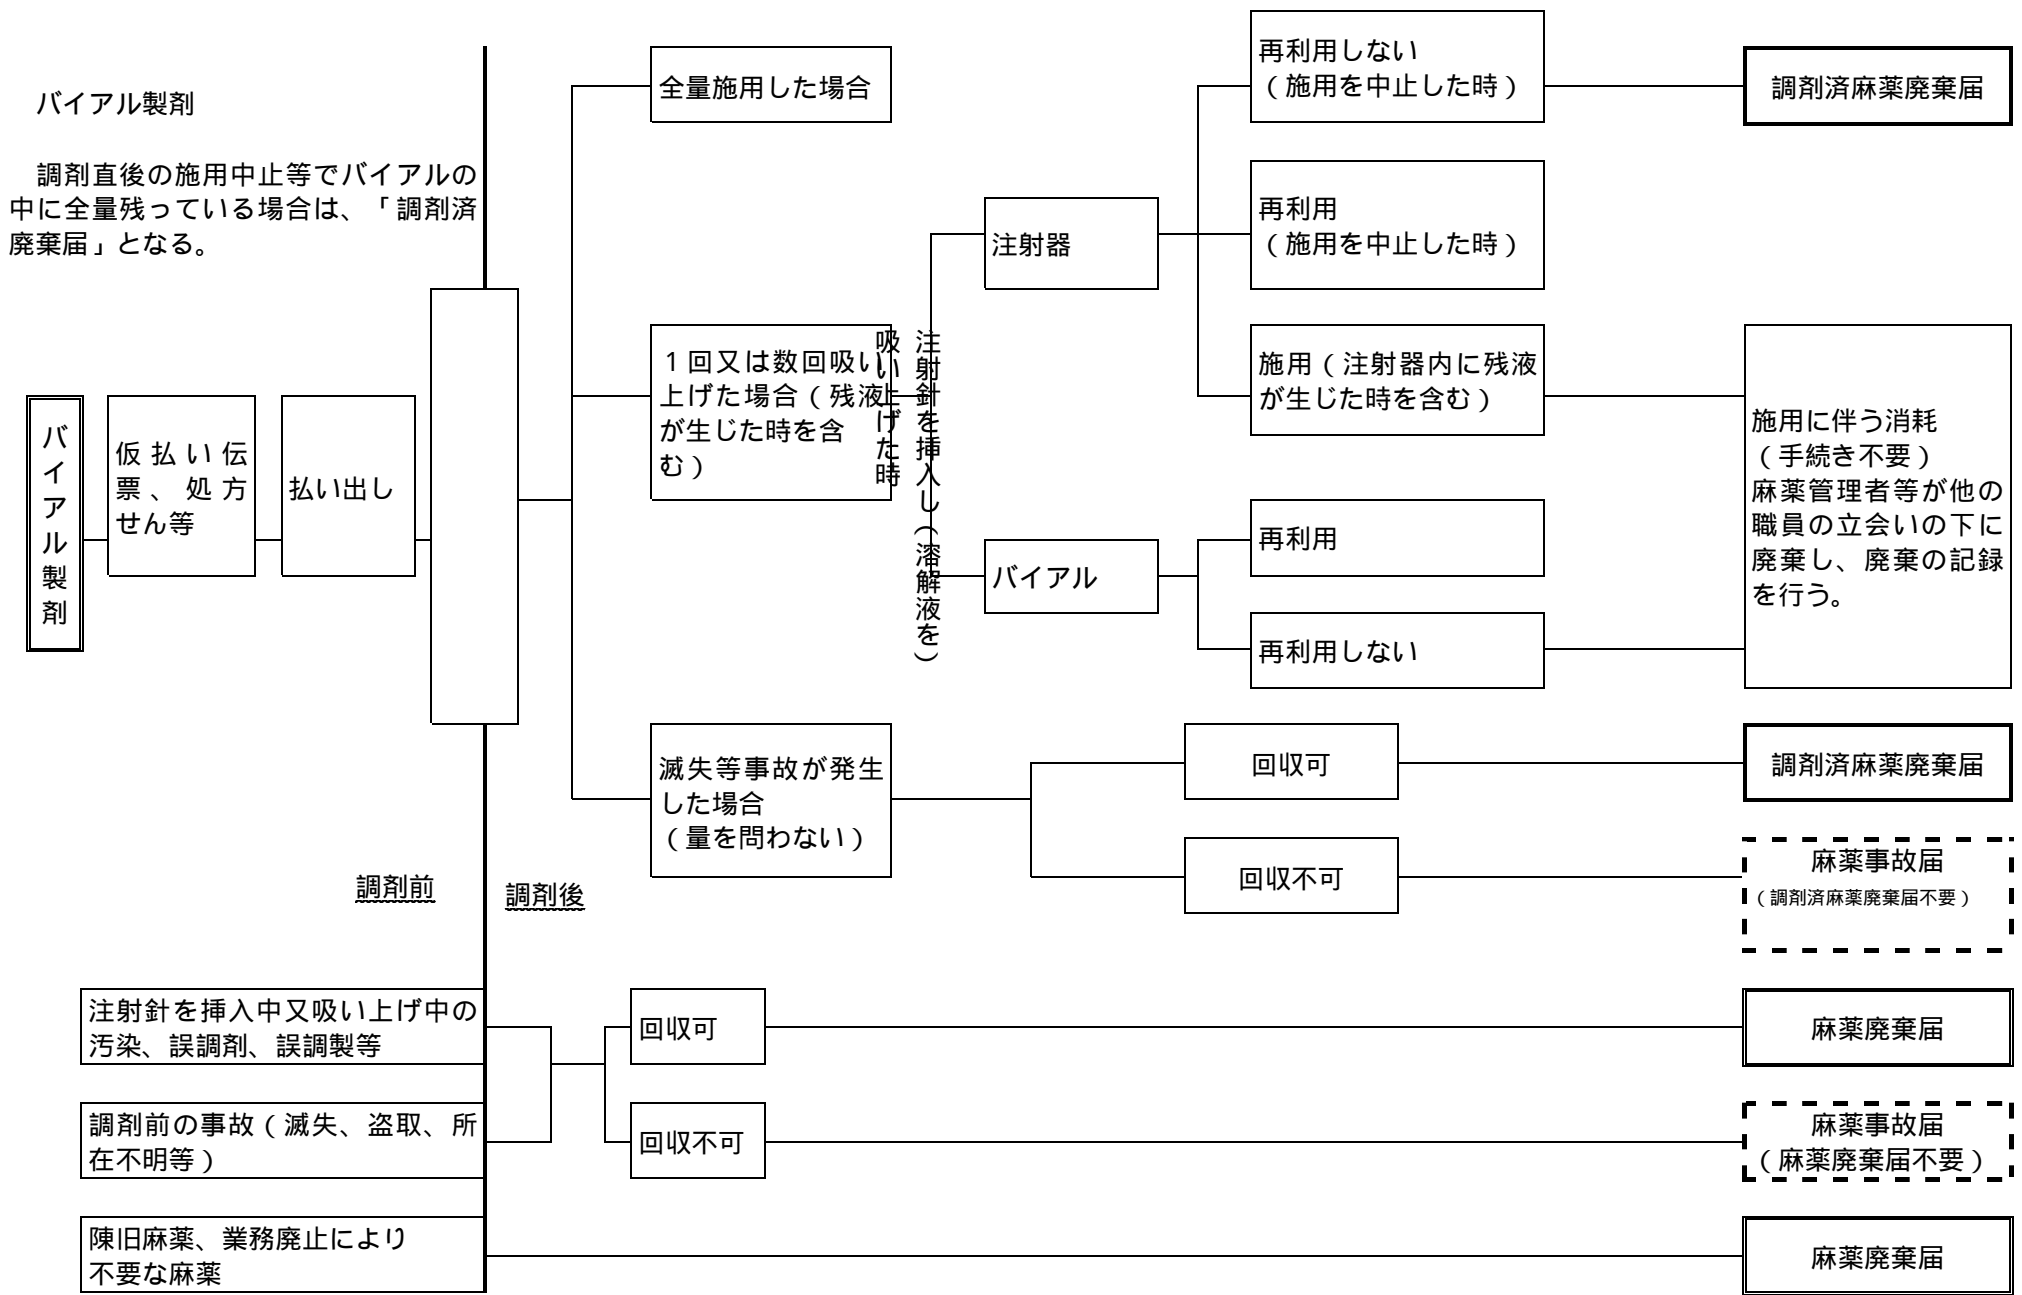 バイアル製剤
調剤直後の施用中止等でバイアルの
中に全量残っている場合は、「調剤済
廃棄届」となる。
バイアル製剤
仮払い伝
票、処方
せん等
払い出し
注射針を挿入し(溶解液を)
吸い上げた時
全量施用した場合
1回又は数回吸い
上げた場合(残液
が生じた時を含
む)
注射器
バイアル
再利用しない
(施用を中止した時)
再利用
(施用を中止した時)
施用(注射器内に残液
が生じた時を含む)
再利用
再利用しない
調剤済麻薬廃棄届
施用に伴う消耗
(手続き不要)
麻薬管理者等が他の
職員の立会いの下に
廃棄し、廃棄の記録
を行う。
滅失等事故が発生
した場合
(量を問わない)
回収可
調剤済麻薬廃棄届
回収不可
麻薬事故届
(調剤済麻薬廃棄届不要)
調剤前
調剤後
注射針を挿入中又吸い上げ中の
汚染、誤調剤、誤調製等
調剤前の事故(滅失、盗取、所
在不明等)
回収可
麻薬廃棄届
回収不可
麻薬事故届
(麻薬廃棄届不要)
陳旧麻薬、業務廃止により
不要な麻薬
麻薬廃棄届